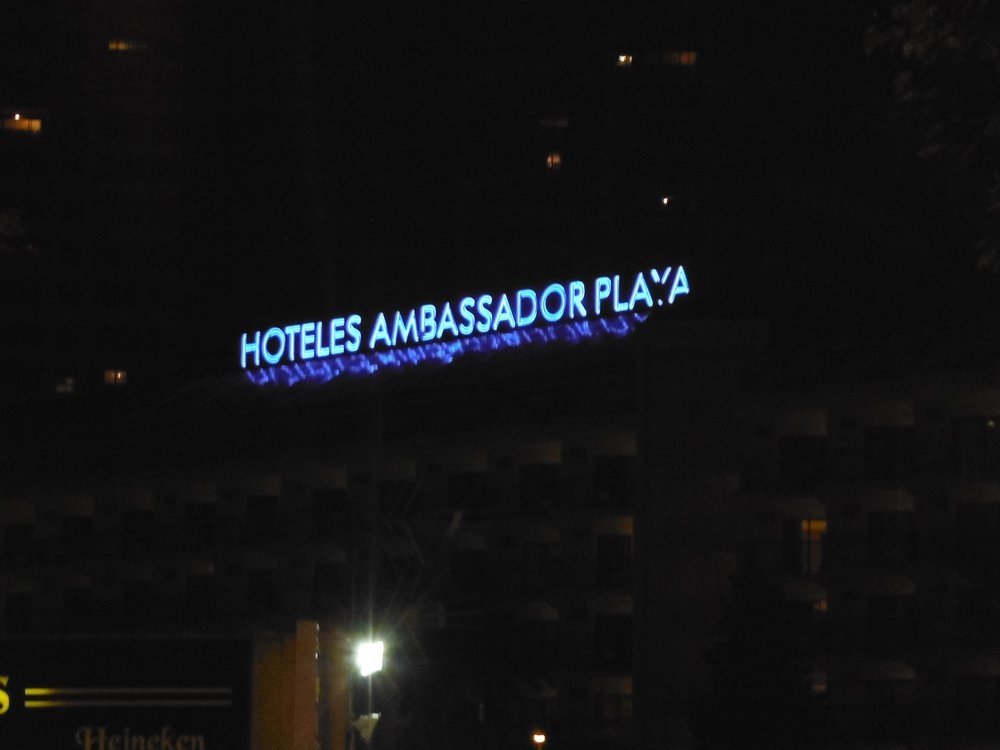 HOTELES AMBASSADOR PLAYA
S
Heineken